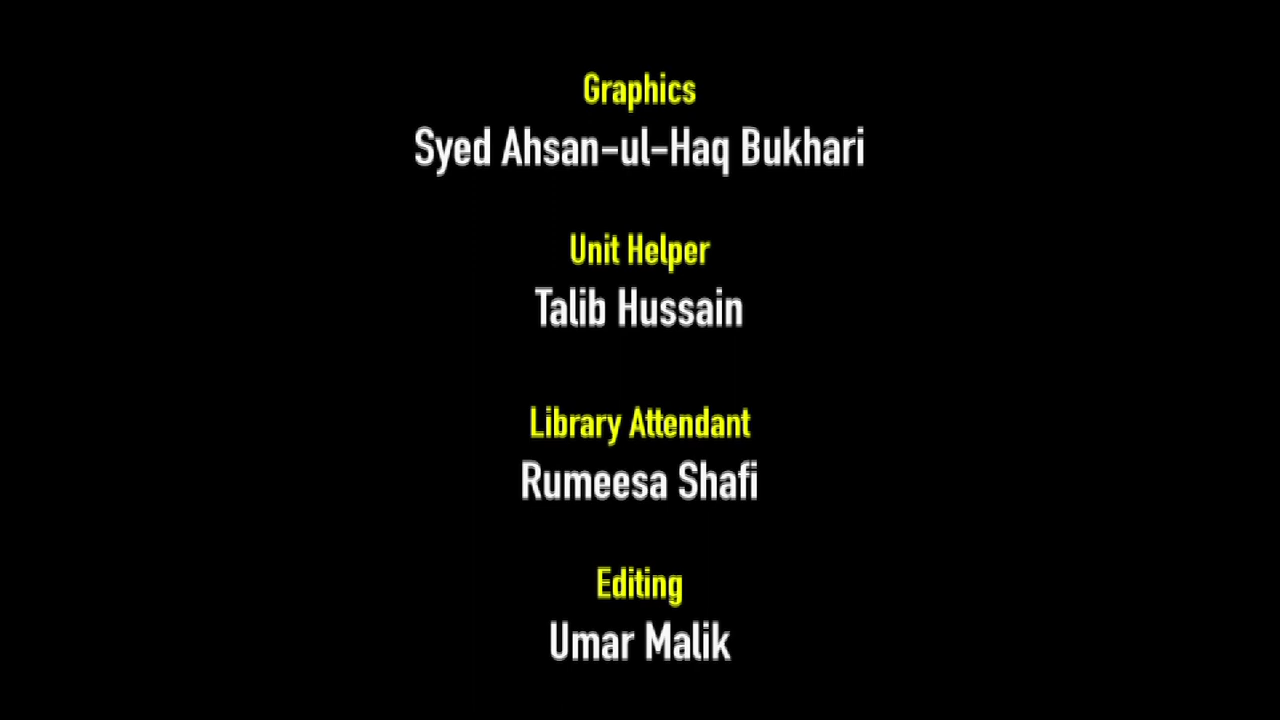 Graphics
Syed Ahsan-ul-Haq Bukhari
Unit Helper
Talib Hussain
Library Attendant
Rumeesa Shafi
Editing
Umar Malik